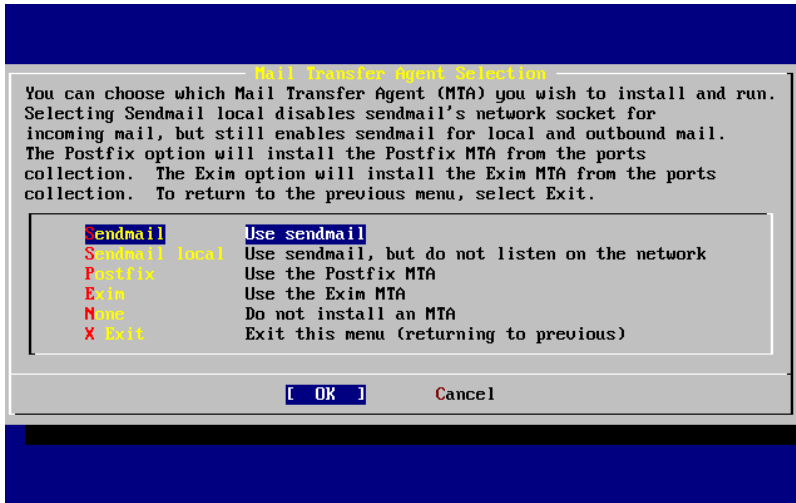 Mail Transfer Agent Selection
You can choose which Mail Transfer Agent (MTA) you wish to install and run.
Selecting Sendmail local disables sendmail's network socket for
incoming mail, but still enables sendmail for local and outbound mail.
The Postfix option will install the Postfix MTA from the ports
collection.  The Exim option will install the Exim MTA from the ports
collection.  To return to the previous menu, select Exit.
Sendmail Use sendmail
Sendmail local Use sendmail, but do not listen on the network
Postfix Use the Postfix MTA
Exim Use the Exim MTA
None Do not install an MTA
X Exit Exit this menu (returning to previous)
[ OK ] Cancel